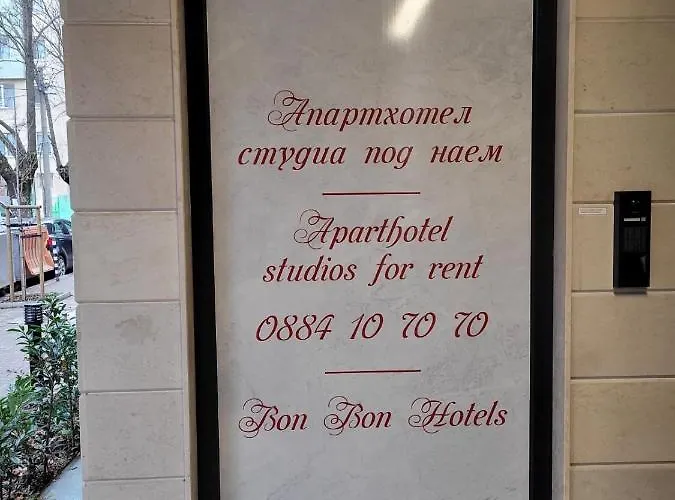 Апартхотел
студиа под наем
Aparthotel
studios for rent
0884 10 70 70
Bon Bon Hotels